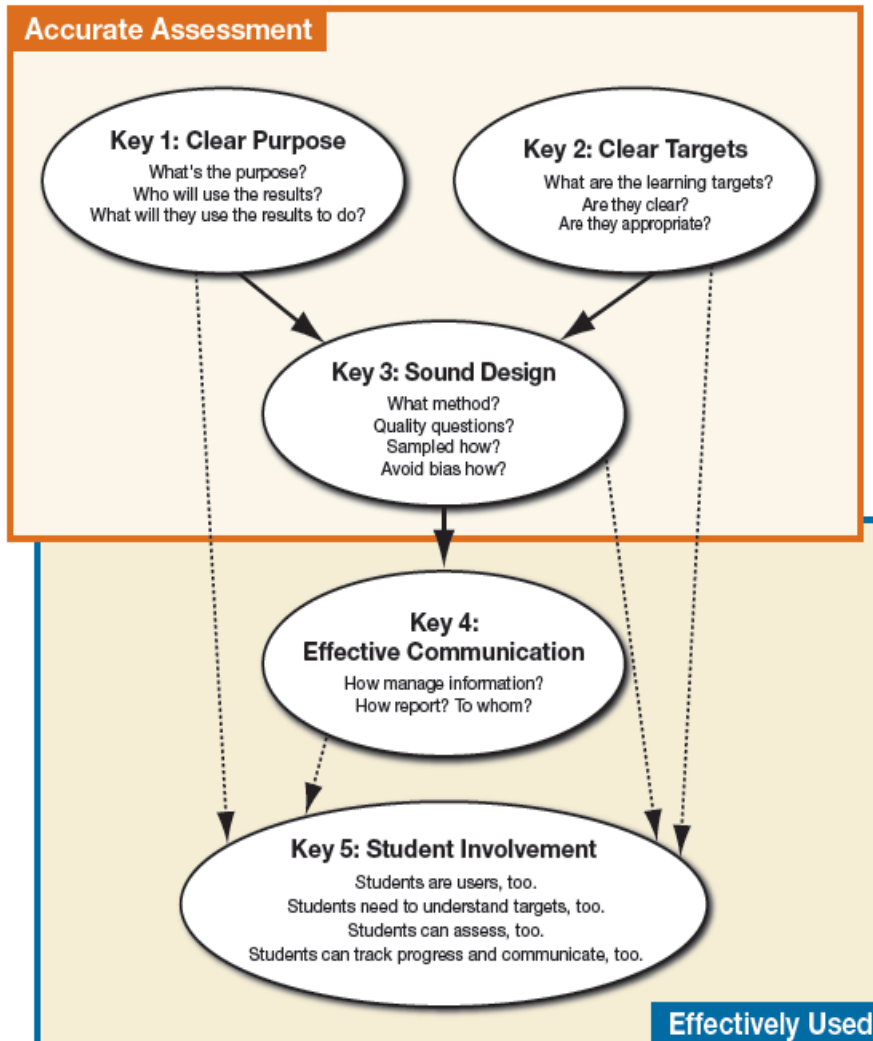 Accurate Assessment
Key 1: Clear Purpose
What's the purpose?
Who will use the results?
What will they use the results to do?
Key 2: Clear Targets
What are the learning targets?
Are they clear?
Are they appropriate?
Key 3: Sound Design
What method?
Quality questions?
Sampled how?
Avoid bias how?
Key 4:
Effective Communication
How manage information?
How report? To whom?
Key 5: Student Involvement
Students are users, too.
Students need to understand targets, too.
Students can assess, too.
Students can track progress and communicate, too.
Effectively Used